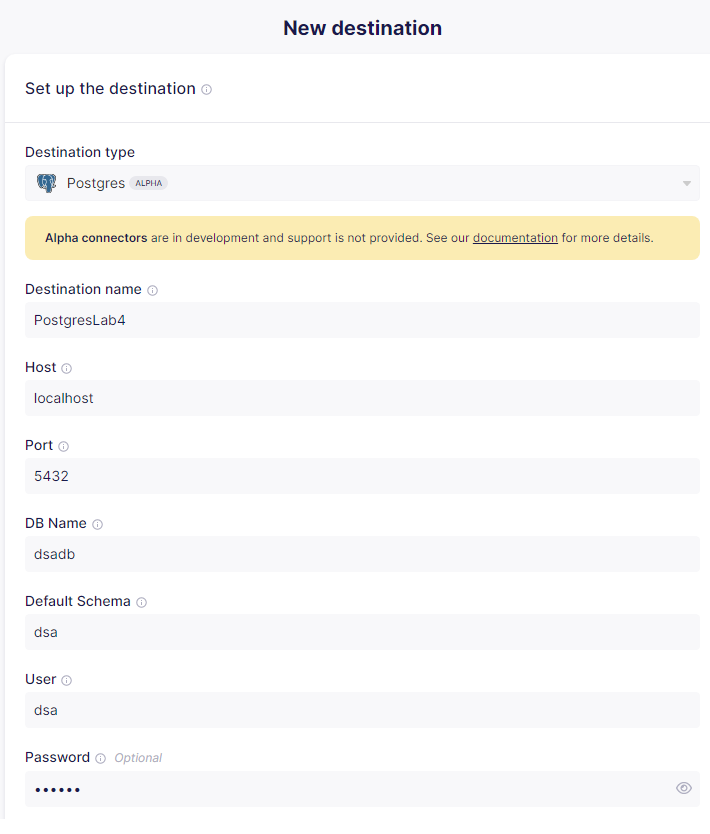 New destination
Set up the destination
Destination type
Postgres ALPHA
Alpha connectors are in development and support is not provided. See our documentation for more details.
Destination name
PostgresLab4
Host
localhost
Port
5432
DB Name
dsadb
Default Schema
dsa
User
dsa
Password Optional
••••••